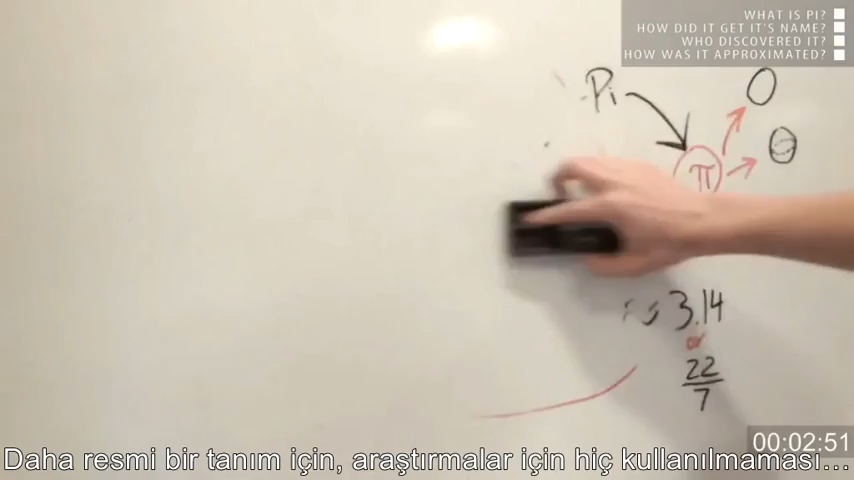 WHAT IS PI?
HOW DID IT GET IT'S NAME?
WHO DISCOVERED IT?
HOW WAS IT APPROXIMATED?
Pi
π
3.14
or
22
7
00:02:51
Daha resmi bir tanım için, araştırmalar için hiç kullanılmaması...